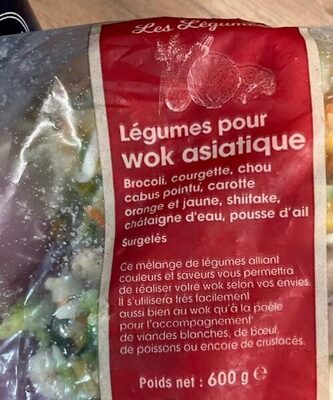 Les Légumes
Légumes pour
wok asiatique
Brocoli, courgette, chou
cabus pointu, carotte
orange et jaune, shiitake,
châtaigne d'eau, pousse d'ail
Surgelés
Ce mélange de légumes alliant
couleurs et saveurs vous permettra
de réaliser votre wok selon vos envies.
Il s'utilisera très facilement
aussi bien au wok qu'à la poêle
pour l'accompagnement
de viandes blanches, de bœuf,
de poissons ou encore de crustacés.
Poids net : 600 g e